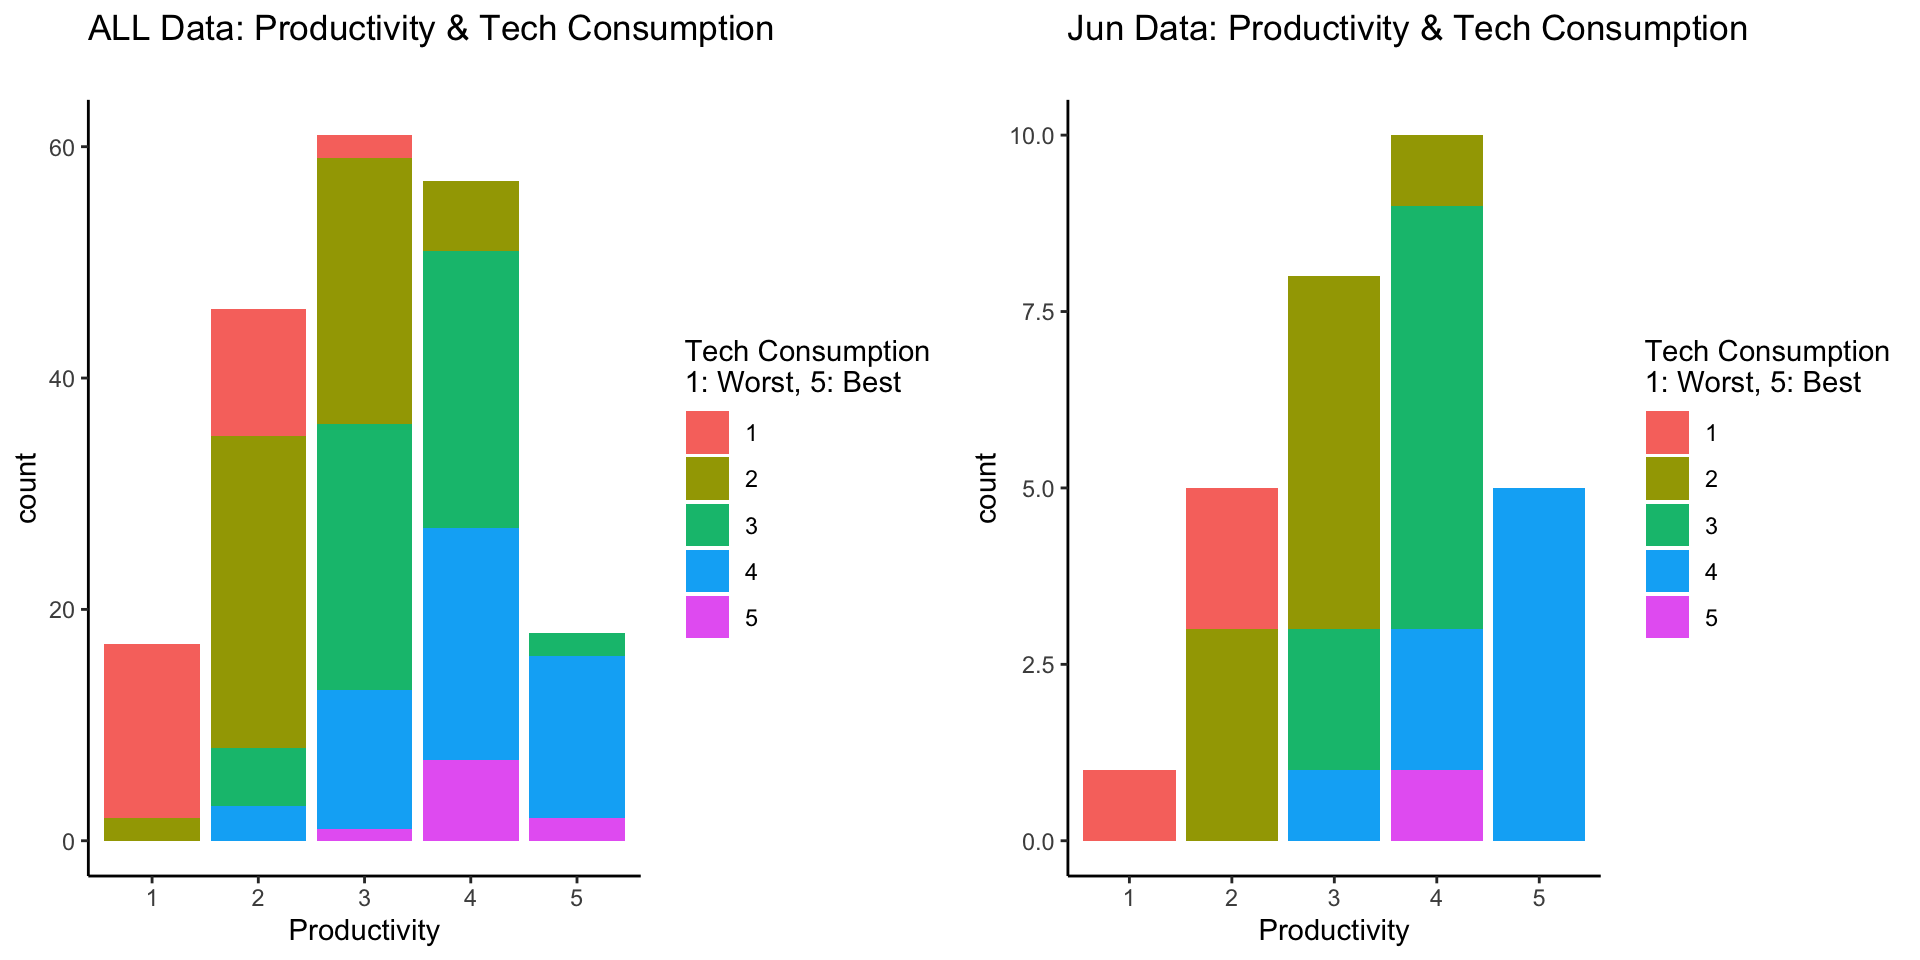 ALL Data: Productivity & Tech Consumption
60
40
20
0
count
1 2 3 4 5
Productivity
Tech Consumption
1: Worst, 5: Best
1
2
3
4
5
Jun Data: Productivity & Tech Consumption
10.0
7.5
5.0
2.5
0.0
count
1 2 3 4 5
Productivity
Tech Consumption
1: Worst, 5: Best
1
2
3
4
5